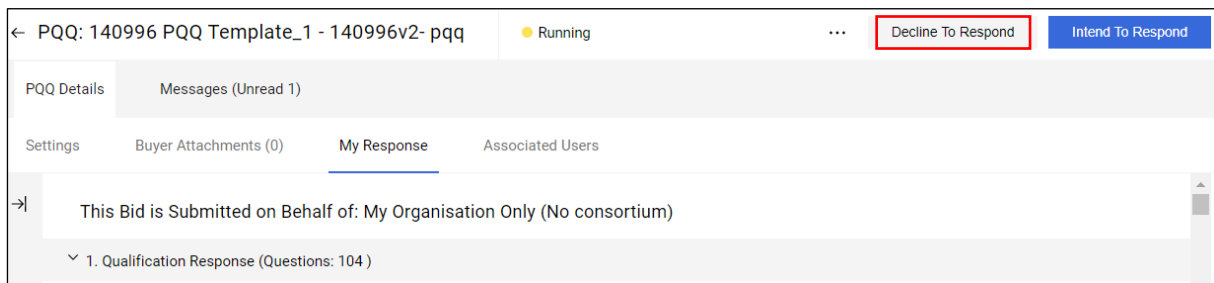 ← PQQ: 140996 PQQ Template_1 - 140996v2- pqq Running ... Decline To Respond Intend To Respond
PQQ Details Messages (Unread 1)
Settings Buyer Attachments (0) My Response Associated Users
This Bid is Submitted on Behalf of: My Organisation Only (No consortium)
1. Qualification Response (Questions: 104 )